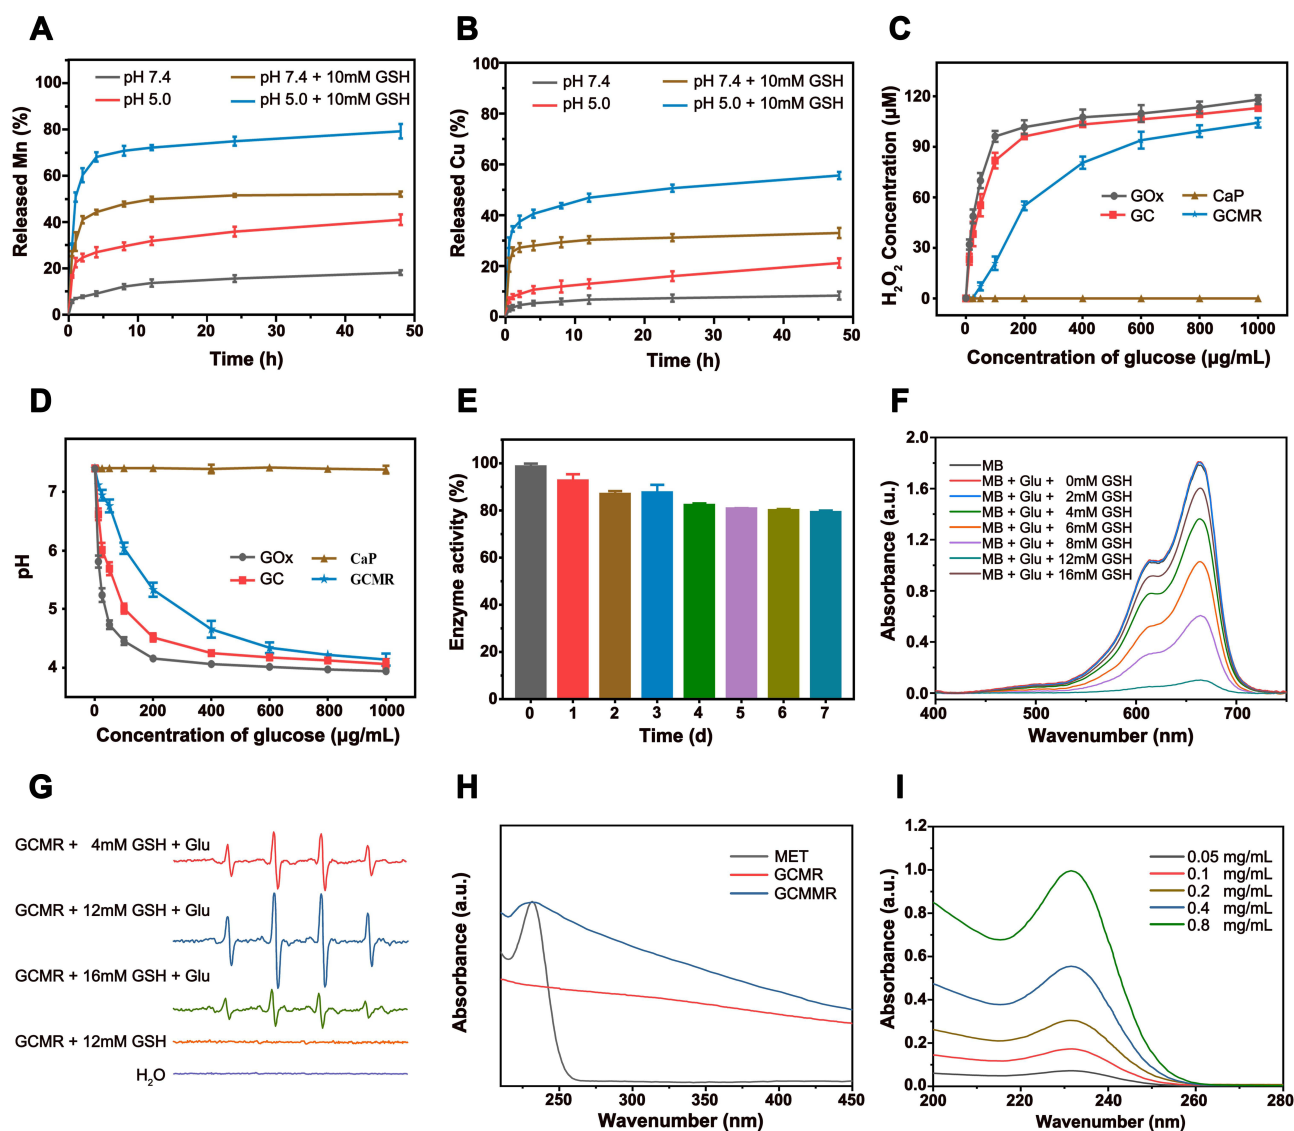 A
Released Mn (%)
100
80
60
40
20
0
pH 7.4
pH 5.0
pH 7.4 + 10mM GSH
pH 5.0 + 10mM GSH
0 10 20 30 40 50
Time (h)
B
Released Cu (%)
100
80
60
40
20
0
pH 7.4
pH 5.0
pH 7.4 + 10mM GSH
pH 5.0 + 10mM GSH
0 10 20 30 40 50
Time (h)
C
H₂O₂ Concentration (μM)
120
90
60
30
0
GOx
GC
CaP
GCMR
0 200 400 600 800 1000
Concentration of glucose (μg/mL)
D
pH
7
6
5
4
GOx
GC
CaP
GCMR
0 200 400 600 800 1000
Concentration of glucose (μg/mL)
E
Enzyme activity (%)
100
80
60
40
20
0
0 1 2 3 4 5 6 7
Time (d)
F
Absorbance (a.u.)
2.0
1.6
1.2
0.8
0.4
0.0
MB
MB + Glu + 0mM GSH
MB + Glu + 2mM GSH
MB + Glu + 4mM GSH
MB + Glu + 6mM GSH
MB + Glu + 8mM GSH
MB + Glu + 12mM GSH
MB + Glu + 16mM GSH
400 500 600 700
Wavenumber (nm)
G
GCMR + 4mM GSH + Glu
GCMR + 12mM GSH + Glu
GCMR + 16mM GSH + Glu
GCMR + 12mM GSH
H₂O
H
Absorbance (a.u.)
MET
GCMR
GCMMR
250 300 350 400 450
Wavenumber (nm)
I
Absorbance (a.u.)
1.2
1.0
0.8
0.6
0.4
0.2
0.0
0.05 mg/mL
0.1 mg/mL
0.2 mg/mL
0.4 mg/mL
0.8 mg/mL
200 220 240 260 280
Wavenumber (nm)